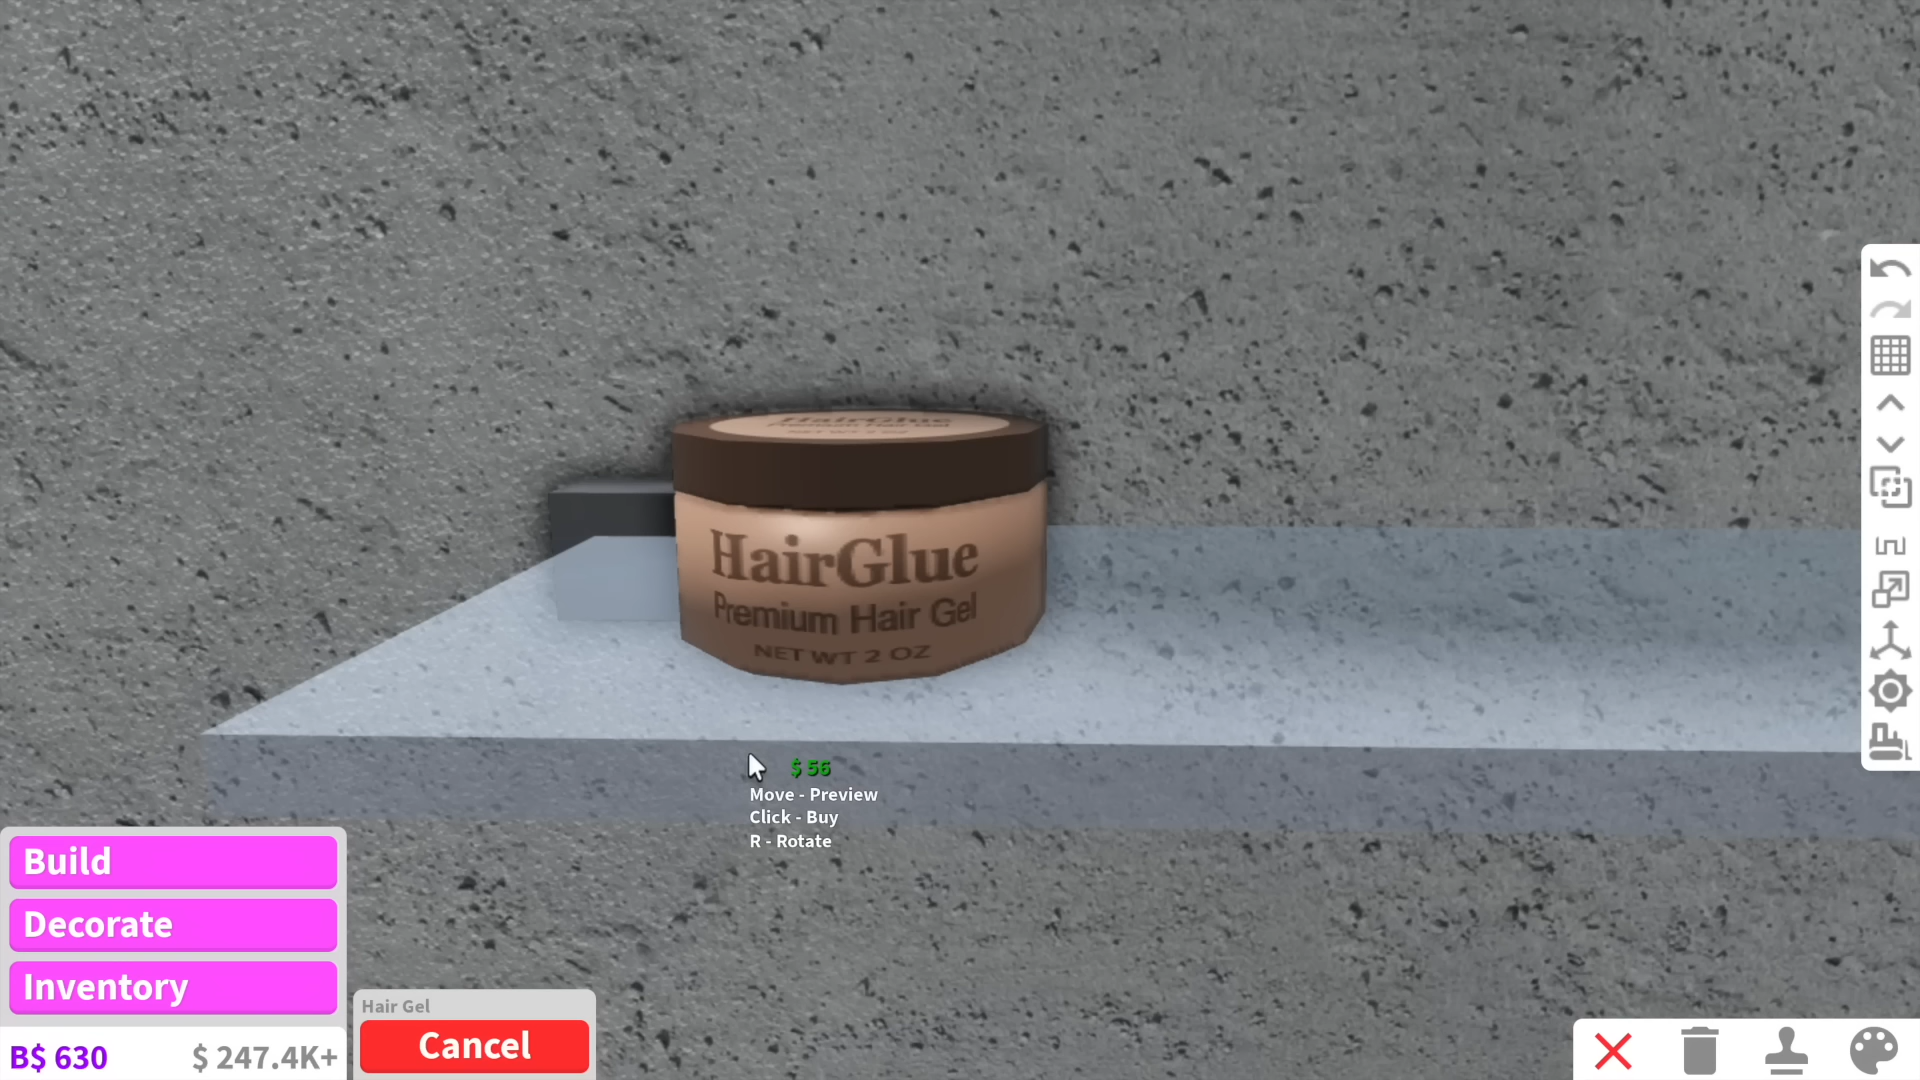 HairGlue
HairGlue
Premium Hair Gel
NET WT 2 OZ
$ 56
Move - Preview
Click - Buy
R - Rotate
Build
Decorate
Inventory
B$ 630
$ 247.4K+
Hair Gel
Cancel